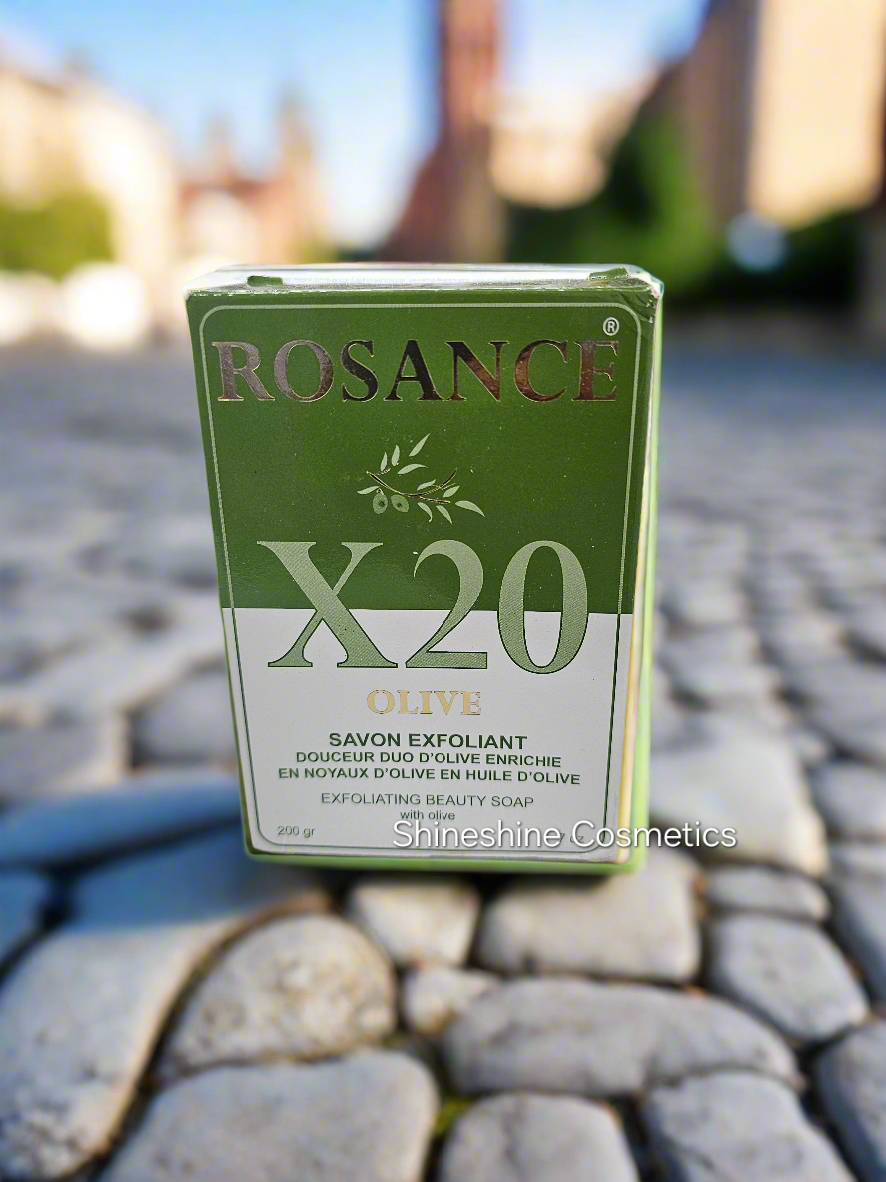 ROSANCE®
X20
OLIVE
SAVON EXFOLIANT
DOUCEUR DUO D'OLIVE ENRICHIE
EN NOYAUX D'OLIVE EN HUILE D'OLIVE
EXFOLIATING BEAUTY SOAP
with olive
200 gr
Shineshine Cosmetics